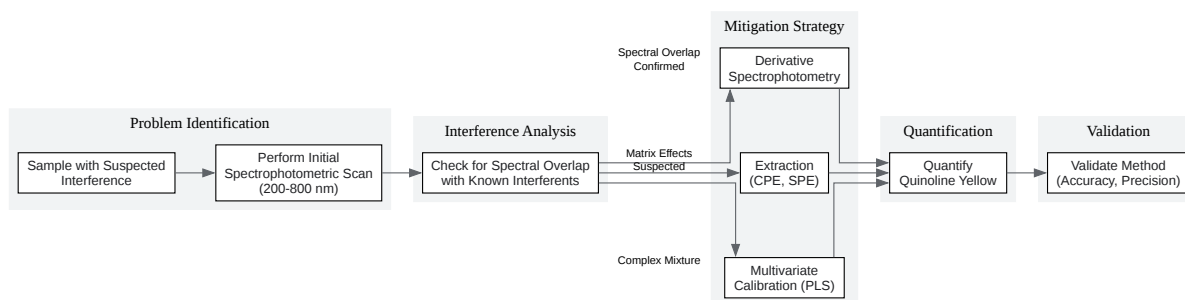 Mitigation Strategy
Spectral Overlap
Confirmed
Derivative
Spectrophotometry
Problem Identification
Interference Analysis
Quantification
Validation
Sample with Suspected
Interference
Perform Initial
Spectrophotometric Scan
(200-800 nm)
Check for Spectral Overlap
with Known Interferents
Matrix Effects
Suspected
Extraction
(CPE, SPE)
Quantify
Quinoline Yellow
Validate Method
(Accuracy, Precision)
Complex Mixture
Multivariate
Calibration (PLS)